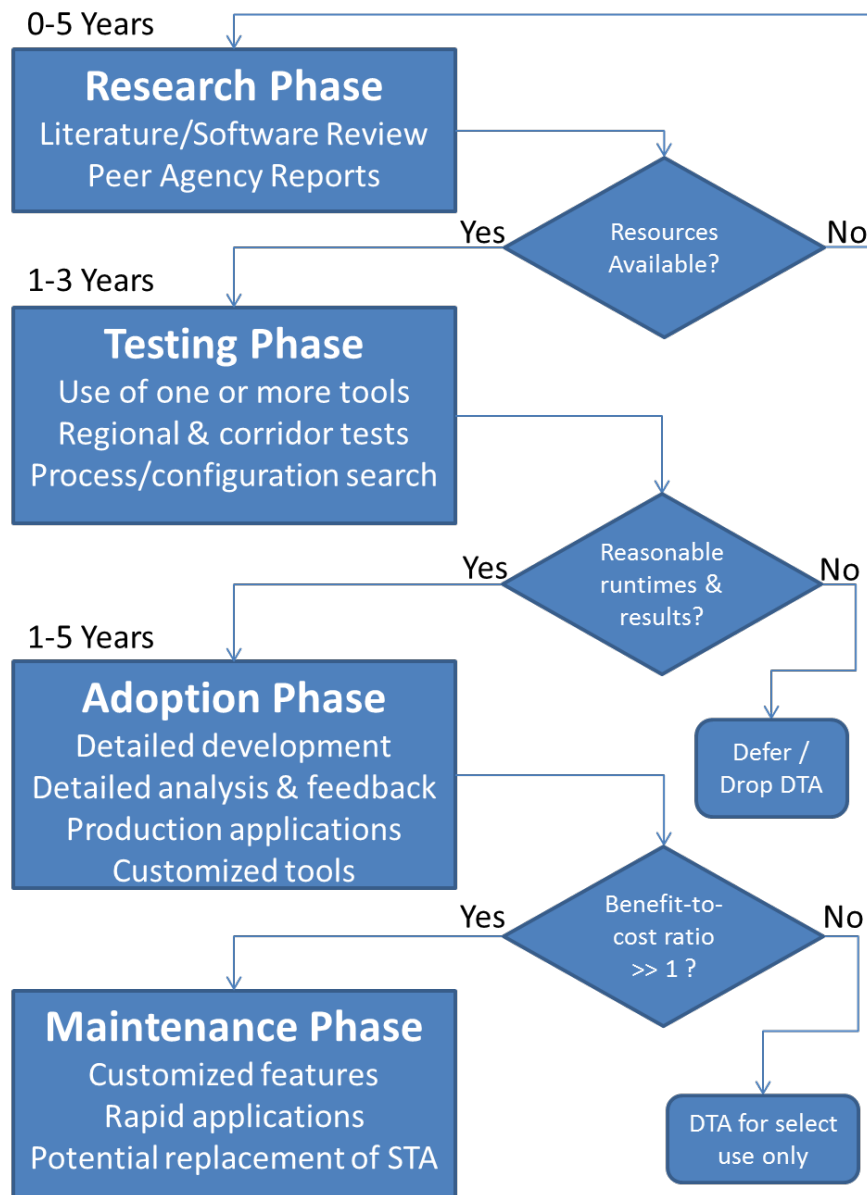 0-5 Years
Research Phase
Literature/Software Review
Peer Agency Reports
Resources
Available?
Yes
No
1-3 Years
Testing Phase
Use of one or more tools
Regional & corridor tests
Process/configuration search
Reasonable
runtimes &
results?
Yes
No
Defer /
Drop DTA
1-5 Years
Adoption Phase
Detailed development
Detailed analysis & feedback
Production applications
Customized tools
Benefit-to-
cost ratio
>> 1 ?
Yes
No
DTA for select
use only
Maintenance Phase
Customized features
Rapid applications
Potential replacement of STA